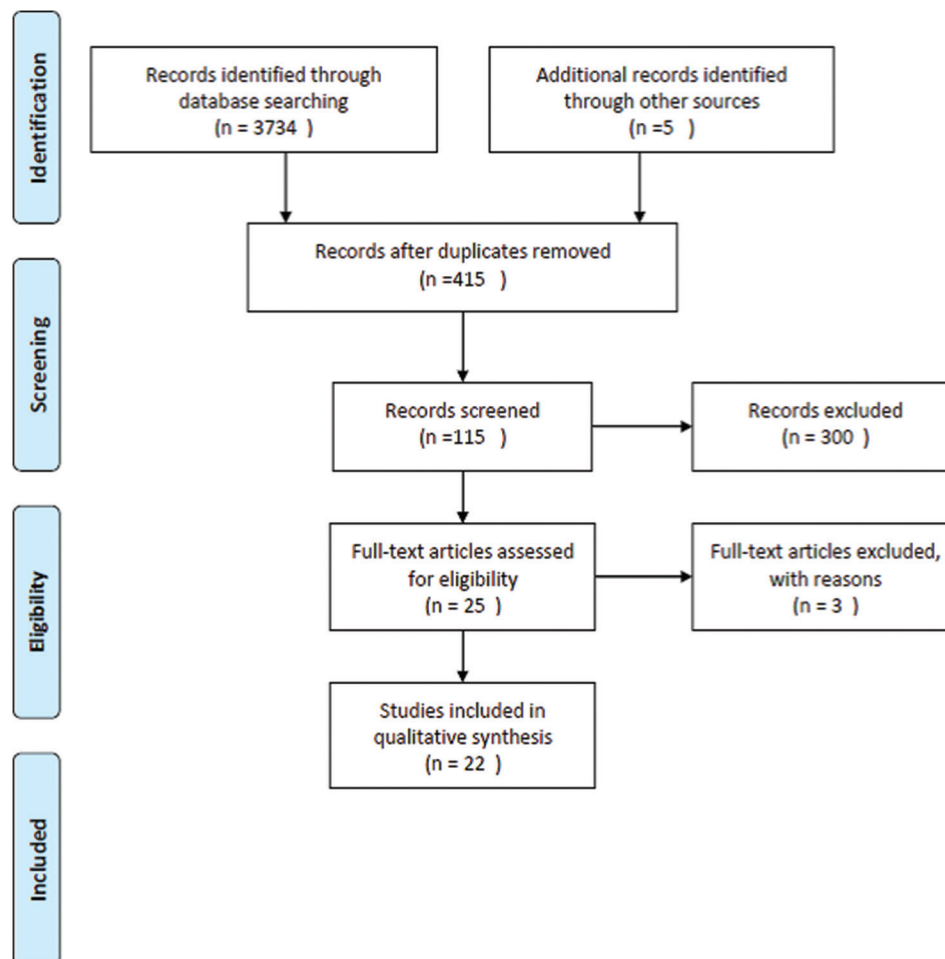 Identification
Records identified through
database searching
(n = 3734 )
Additional records identified
through other sources
(n =5 )
Records after duplicates removed
(n =415 )
Screening
Records screened
(n =115 )
Records excluded
(n = 300 )
Eligibility
Full-text articles assessed
for eligibility
(n = 25 )
Full-text articles excluded,
with reasons
(n = 3 )
Studies included in
qualitative synthesis
(n = 22 )
Included